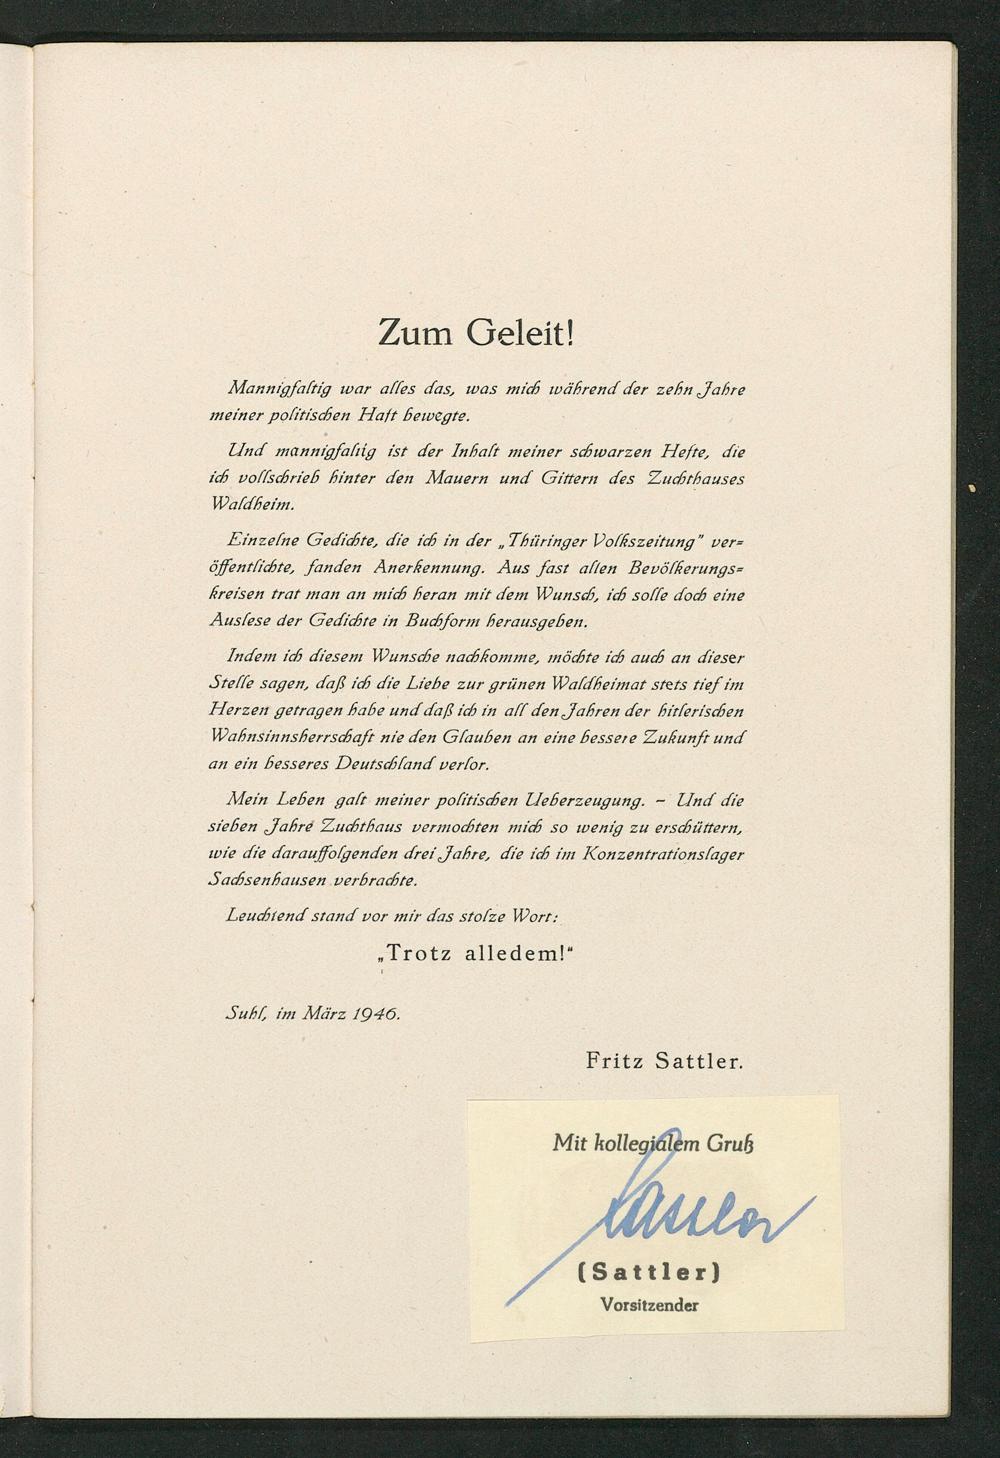 Zum Geleit!
Mannigfaltig war alles das, was mich während der zehn Jahre
meiner politischen Haft bewegte.
Und mannigfaltig ist der Inhalt meiner schwarzen Hefte, die
ich vollschrieb hinter den Mauern und Gittern des Zuchthauses
Waldheim.
Einzelne Gedichte, die ich in der „Thüringer Volkszeitung" ver=
öffentlichte, fanden Anerkennung. Aus fast allen Bevölkerungs=
kreisen trat man an mich heran mit dem Wunsch, ich solle doch eine
Auslese der Gedichte in Buchform herausgeben.
Indem ich diesem Wunsche nachkomme, möchte ich auch an dieser
Stelle sagen, daß ich die Liebe zur grünen Waldheimat stets tief im
Herzen getragen habe und daß ich in all den Jahren der hitlerischen
Wahnsinnsherrschaft nie den Glauben an eine bessere Zukunft und
an ein besseres Deutschland verlor.
Mein Leben galt meiner politischen Ueberzeugung. – Und die
sieben Jahre Zuchthaus vermochten mich so wenig zu erschüttern,
wie die darauffolgenden drei Jahre, die ich im Konzentrationslager
Sachsenhausen verbrachte.
Leuchtend stand vor mir das stolze Wort:
„Trotz alledem!“
Suhl, im März 1946.
Fritz Sattler.
Mit kollegialem Gruß
Sattler
(Sattler)
Vorsitzender